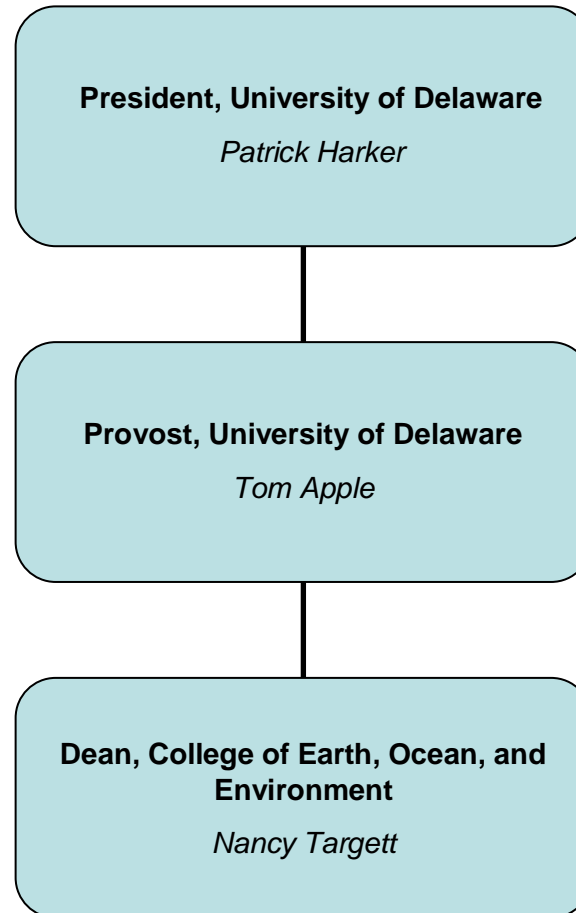 President, University of Delaware
Patrick Harker
Provost, University of Delaware
Tom Apple
Dean, College of Earth, Ocean, and
Environment
Nancy Targett